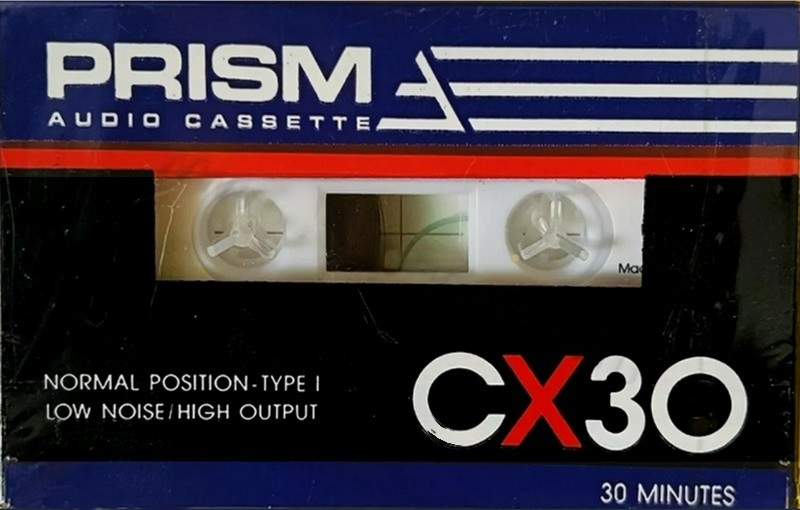 PRISM
AUDIO CASSETTE
NORMAL POSITION-TYPE I
LOW NOISE/HIGH OUTPUT
CX30
30 MINUTES